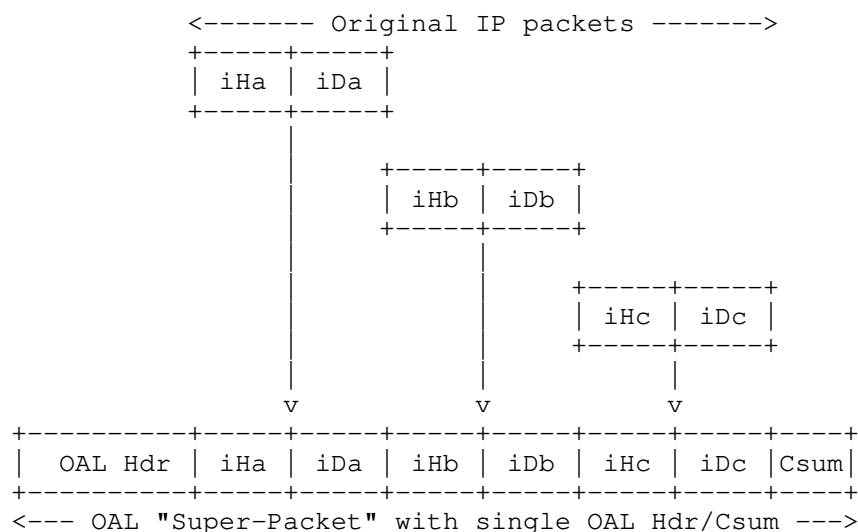 <------- Original IP packets ------->
+-----+-----+
| iHa | iDa |
+-----+-----+
|
| +-----+-----+
| | iHb | iDb |
| +-----+-----+
| |
| | +-----+-----+
| | | iHc | iDc |
| | +-----+-----+
| | |
v v v
+----------+-----+-----+-----+-----+-----+-----+----+
| OAL Hdr | iHa | iDa | iHb | iDb | iHc | iDc |Csum|
+----------+-----+-----+-----+-----+-----+-----+----+
<--- OAL "Super-Packet" with single OAL Hdr/Csum --->